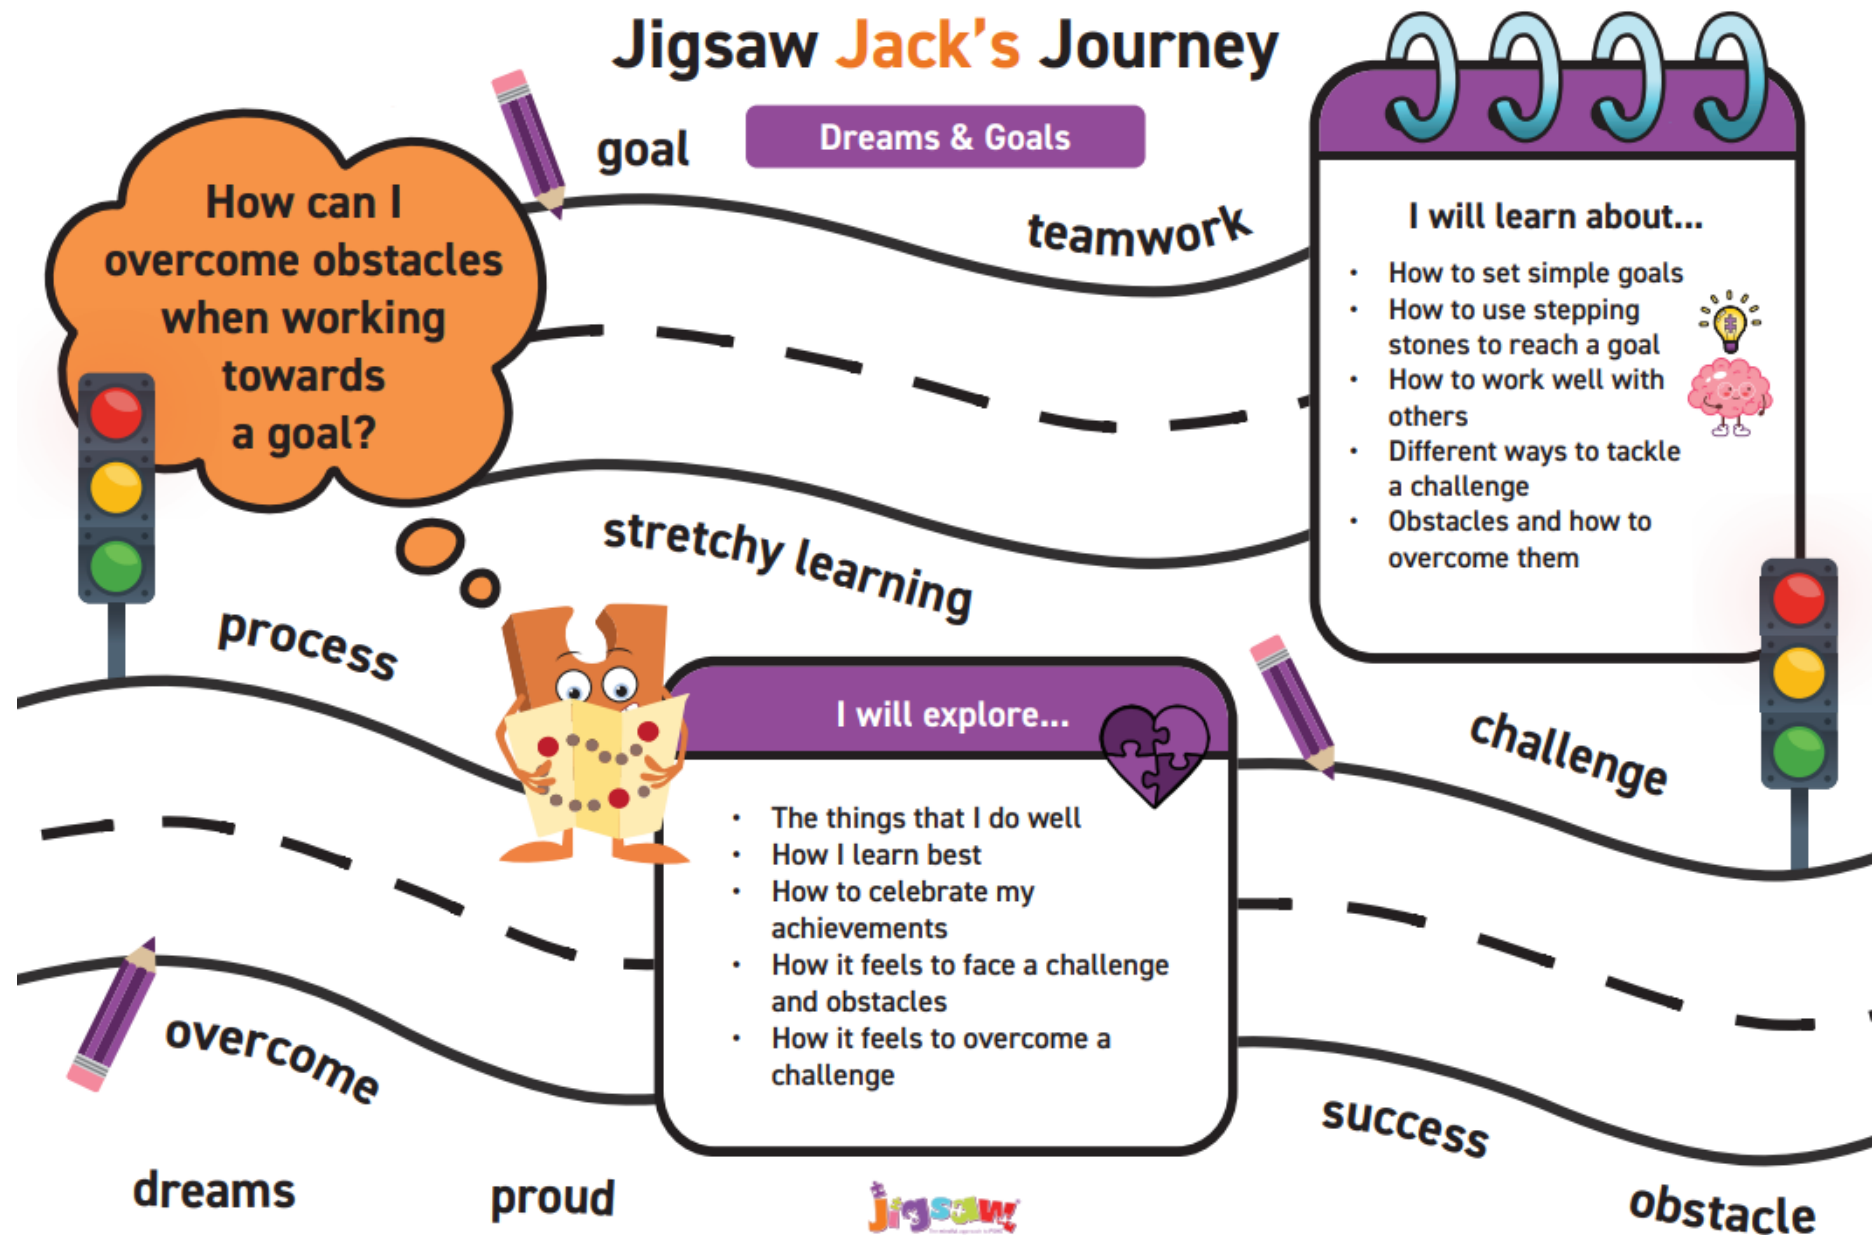 Jigsaw Jack's Journey
Dreams & Goals
goal
teamwork
How can I
overcome obstacles
when working
towards
a goal?
I will learn about...
• How to set simple goals
• How to use stepping
stones to reach a goal
• How to work well with
others
• Different ways to tackle
a challenge
• Obstacles and how to
overcome them
stretchy learning
process
I will explore...
• The things that I do well
• How I learn best
• How to celebrate my
achievements
• How it feels to face a challenge
and obstacles
• How it feels to overcome a
challenge
challenge
overcome
success
dreams
proud
jigsaw
obstacle